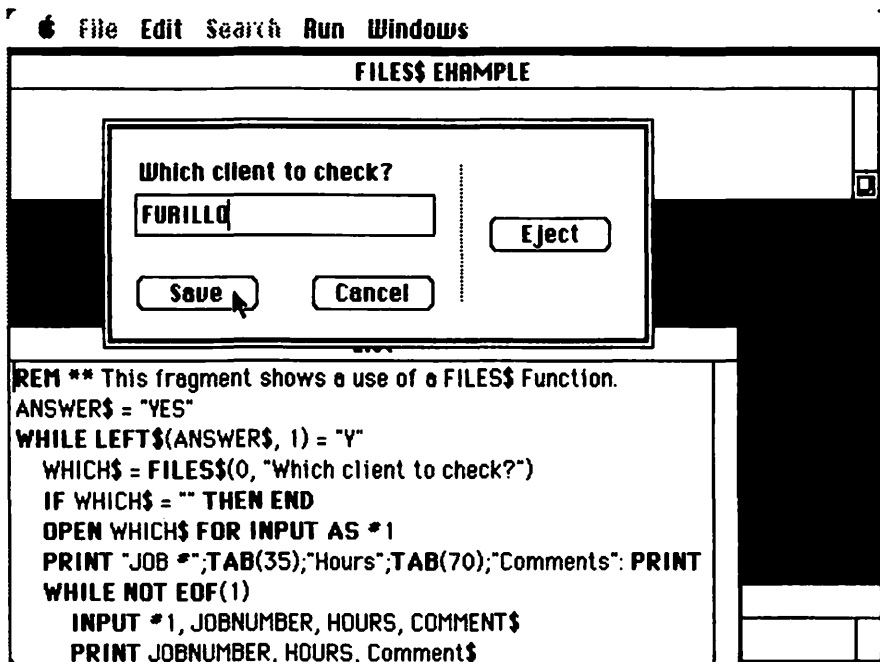 File Edit Search Run Windows
FILES$ EXAMPLE
Which client to check?
FURILLO
Eject
Save Cancel
REM ** This fragment shows a use of a FILES$ Function.
ANSWER$ = "YES"
WHILE LEFT$(ANSWER$, 1) = "Y"
WHICH$ = FILES$(0, "Which client to check?")
IF WHICH$ = "" THEN END
OPEN WHICH$ FOR INPUT AS #1
PRINT "JOB #";TAB(35);"Hours";TAB(70);"Comments": PRINT
WHILE NOT EOF(1)
INPUT #1, JOBNUMBER, HOURS, COMMENT$
PRINT JOBNUMBER, HOURS, Comment$